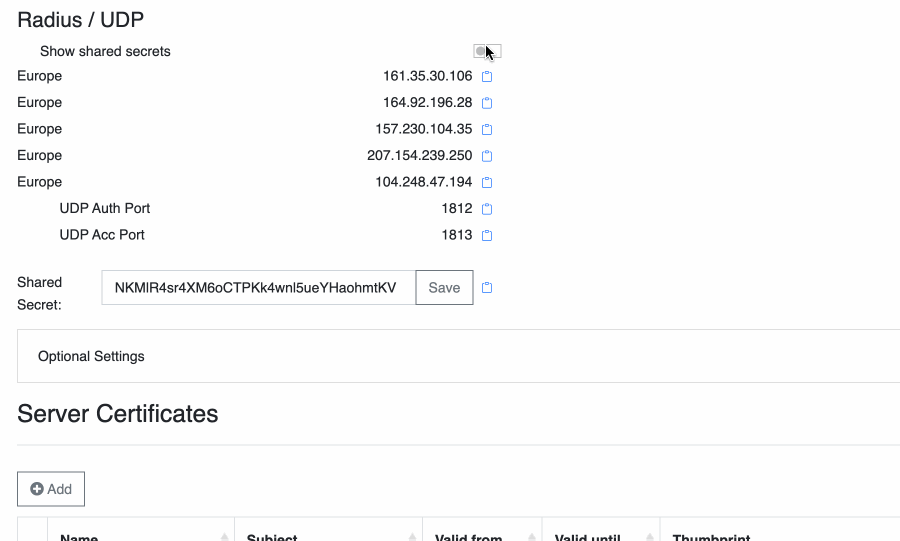 Radius / UDP
Show shared secrets
Europe 161.35.30.106
Europe 164.92.196.28
Europe 157.230.104.35
Europe 207.154.239.250
Europe 104.248.47.194
UDP Auth Port 1812
UDP Acc Port 1813
Shared Secret: NKMlR4sr4XM6oCTPKk4wnl5ueYHaohmtKV Save
Optional Settings
Server Certificates
Add
Name Subject Valid from Valid until Thumbprint